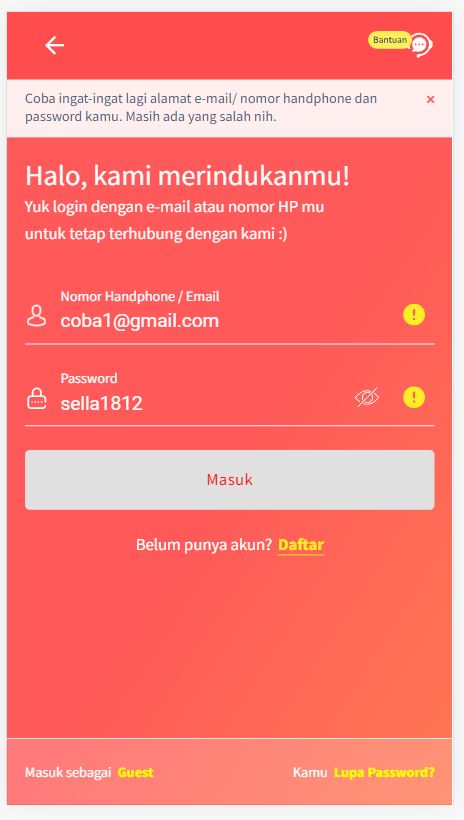 Bantuan
Coba ingat-ingat lagi alamat e-mail/ nomor handphone dan
password kamu. Masih ada yang salah nih.
Halo, kami merindukanmu!
Yuk login dengan e-mail atau nomor HP mu
untuk tetap terhubung dengan kami :)
Nomor Handphone / Email
coba1@gmail.com
Password
sella1812
Masuk
Belum punya akun? Daftar
Masuk sebagai Guest
Kamu Lupa Password?